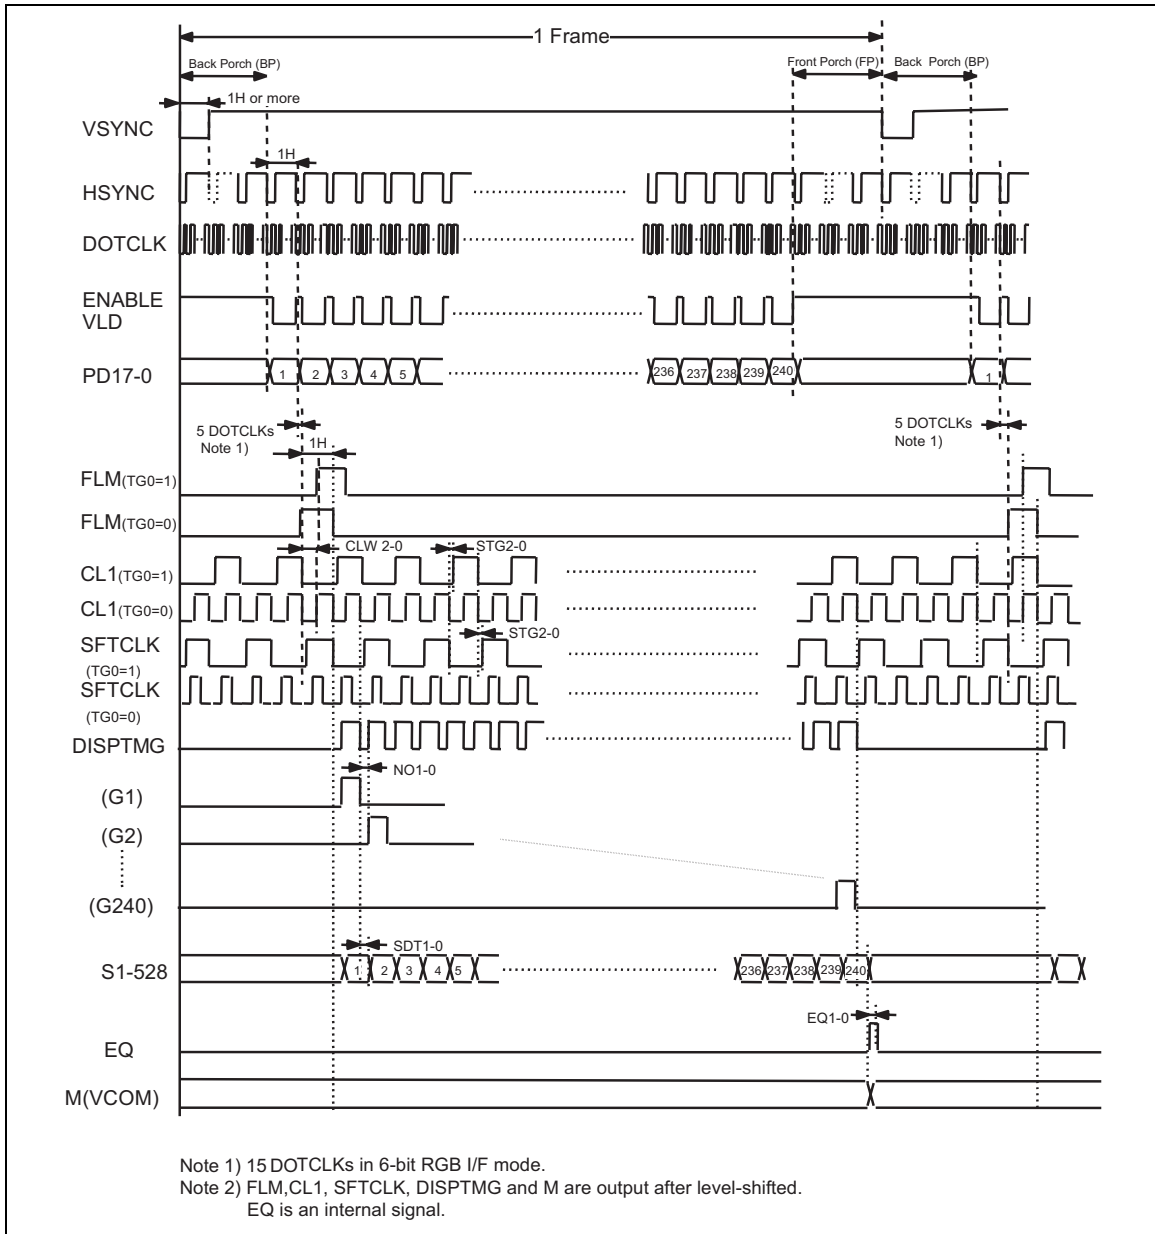 1 Frame
Back Porch (BP)
Front Porch (FP)
Back Porch (BP)
1H or more
VSYNC
1H
HSYNC
DOTCLK
ENABLE
VLD
PD17-0
1 2 3 4 5
236 237 238 239 240
1
5 DOTCLKs
Note 1)
1H
5 DOTCLKs
Note 1)
FLM(TG0=1)
FLM(TG0=0)
CLW 2-0
STG2-0
CL1(TG0=1)
CL1(TG0=0)
STG2-0
SFTCLK
(TG0=1)
SFTCLK
(TG0=0)
DISPTMG
NO1-0
(G1)
(G2)
(G240)
SDT1-0
S1-528
1 2 3 4 5
236 237 238 239 240
EQ1-0
EQ
M(VCOM)
Note 1) 15 DOTCLKs in 6-bit RGB I/F mode.
Note 2) FLM,CL1, SFTCLK, DISPTMG and M are output after level-shifted.
EQ is an internal signal.